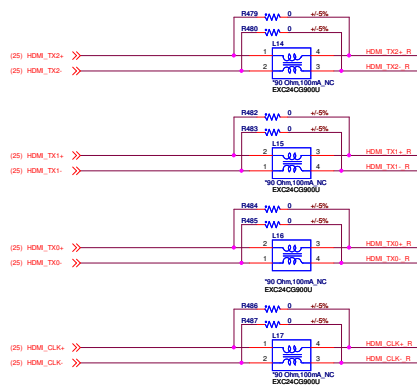 R479 0 +/-5%
R480 0 +/-5%
L14
(25) HDMI_TX2+ 1 4 HDMI_TX2+_R
(25) HDMI_TX2- 2 3 HDMI_TX2-_R
*90 Ohm,100mA_NC
EXC24CG900U
R482 0 +/-5%
R483 0 +/-5%
L15
(25) HDMI_TX1+ 2 3 HDMI_TX1+_R
(25) HDMI_TX1- 1 4 HDMI_TX1-_R
*90 Ohm,100mA_NC
EXC24CG900U
R484 0 +/-5%
R485 0 +/-5%
L16
(25) HDMI_TX0+ 2 3 HDMI_TX0+_R
(25) HDMI_TX0- 1 4 HDMI_TX0-_R
*90 Ohm,100mA_NC
EXC24CG900U
R486 0 +/-5%
R487 0 +/-5%
L17
(25) HDMI_CLK+ 1 4 HDMI_CLK+_R
(25) HDMI_CLK- 2 3 HDMI_CLK-_R
*90 Ohm,100mA_NC
EXC24CG900U